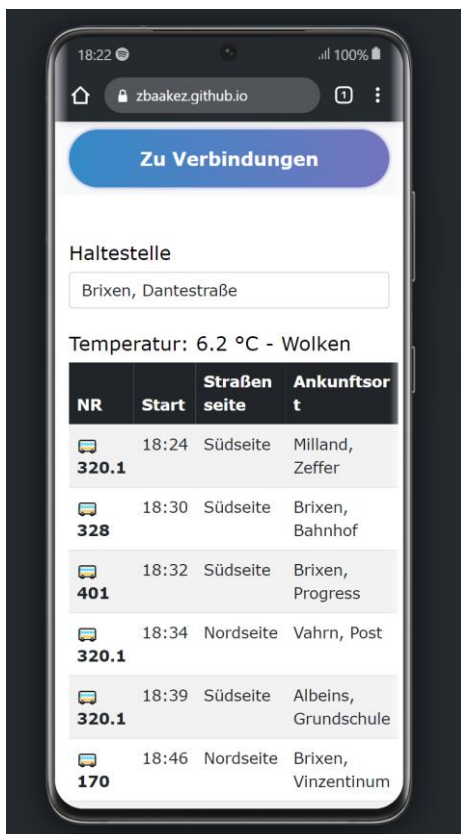 18:22 100%
zbaakez.github.io 1
Zu Verbindungen
Haltestelle
Brixen, Dantestraße
Temperatur: 6.2 °C - Wolken
Straßen Ankunftsor
NR Start seite t
18:24 Südseite Milland,
320.1 Zeffer
18:30 Südseite Brixen,
328 Bahnhof
18:32 Südseite Brixen,
401 Progress
18:34 Nordseite Vahrn, Post
320.1
18:39 Südseite Albeins,
320.1 Grundschule
18:46 Nordseite Brixen,
170 Vinzentinum